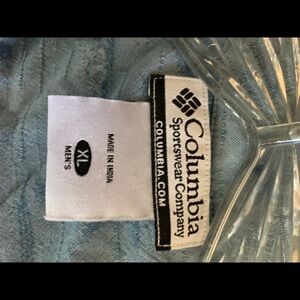 Columbia
Sportswear Company
COLUMBIA.COM
XL
MADE IN INDIA
MEN'S